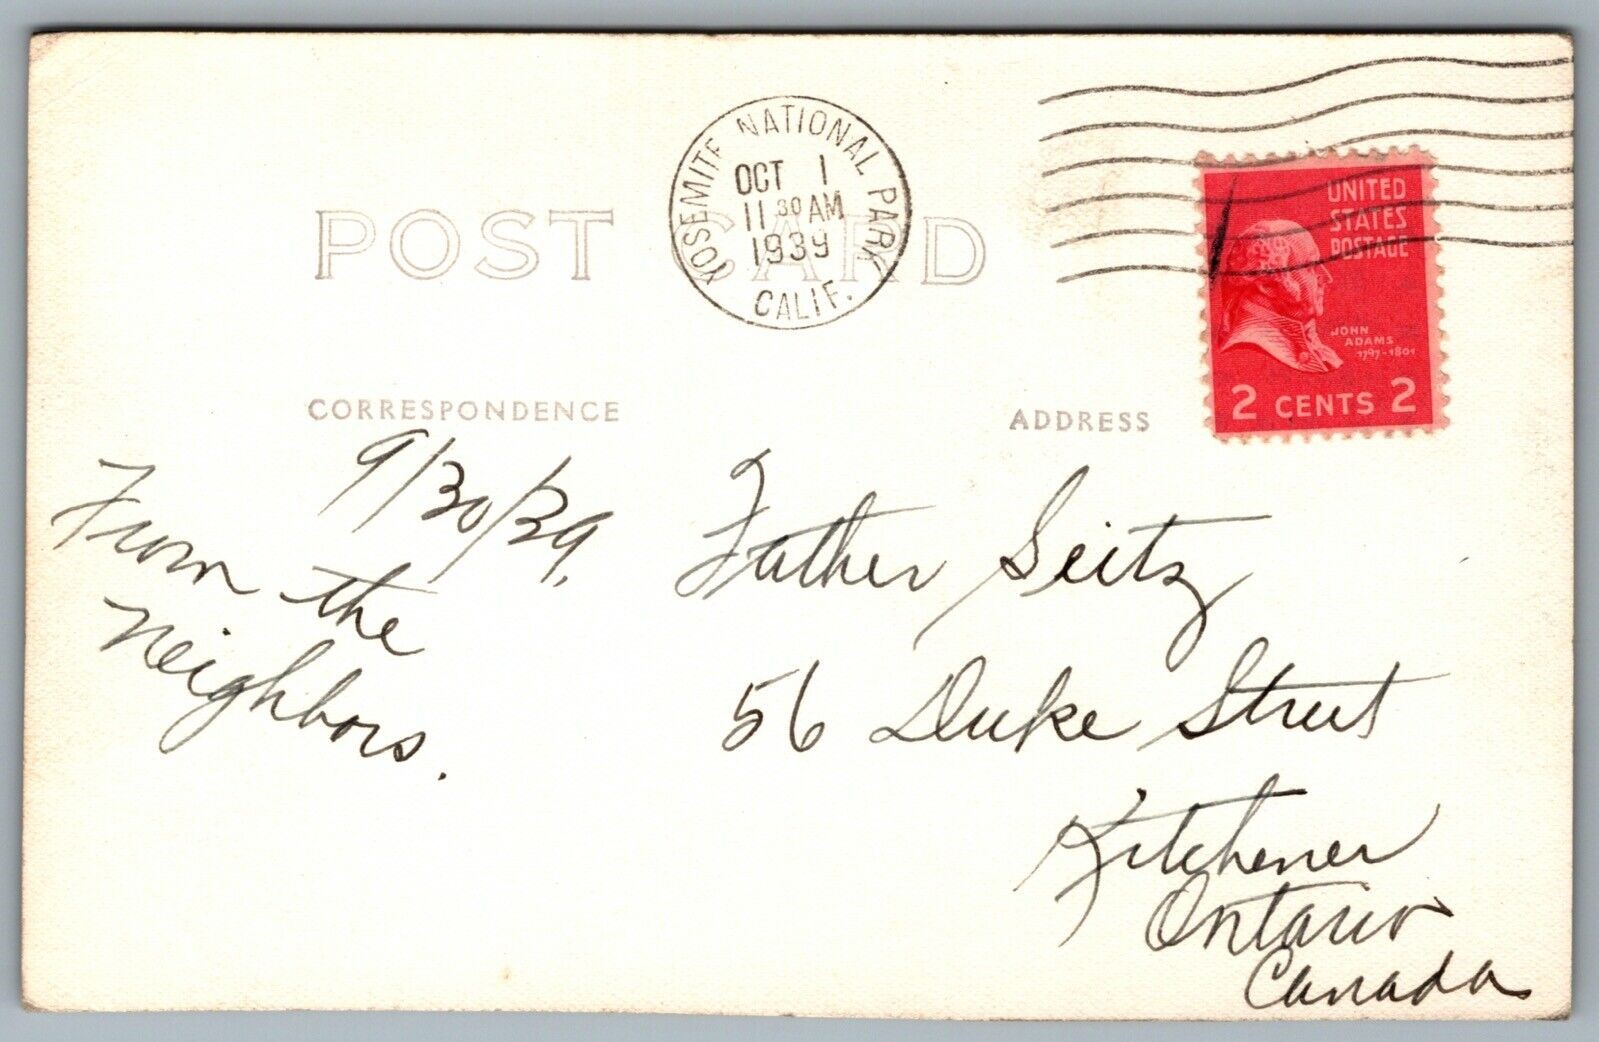 YOSEMITE NATIONAL PARK
OCT 1
11 30 AM
1939
CALIF.
POST CARD
UNITED
STATES
POSTAGE
JOHN
ADAMS
1797-1801
2 CENTS 2
CORRESPONDENCE
ADDRESS
9/30/39.
From the
Neighbors.
Father Seitz
56 Duke Street
Kitchener
Ontario
Canada